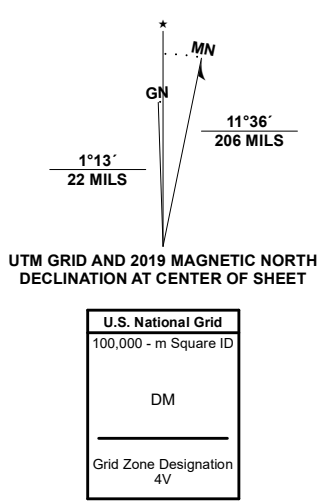 ★
MN
GN
11°36´
206 MILS
1°13´
22 MILS
UTM GRID AND 2019 MAGNETIC NORTH
DECLINATION AT CENTER OF SHEET
U.S. National Grid
100,000 - m Square ID
DM
Grid Zone Designation
4V